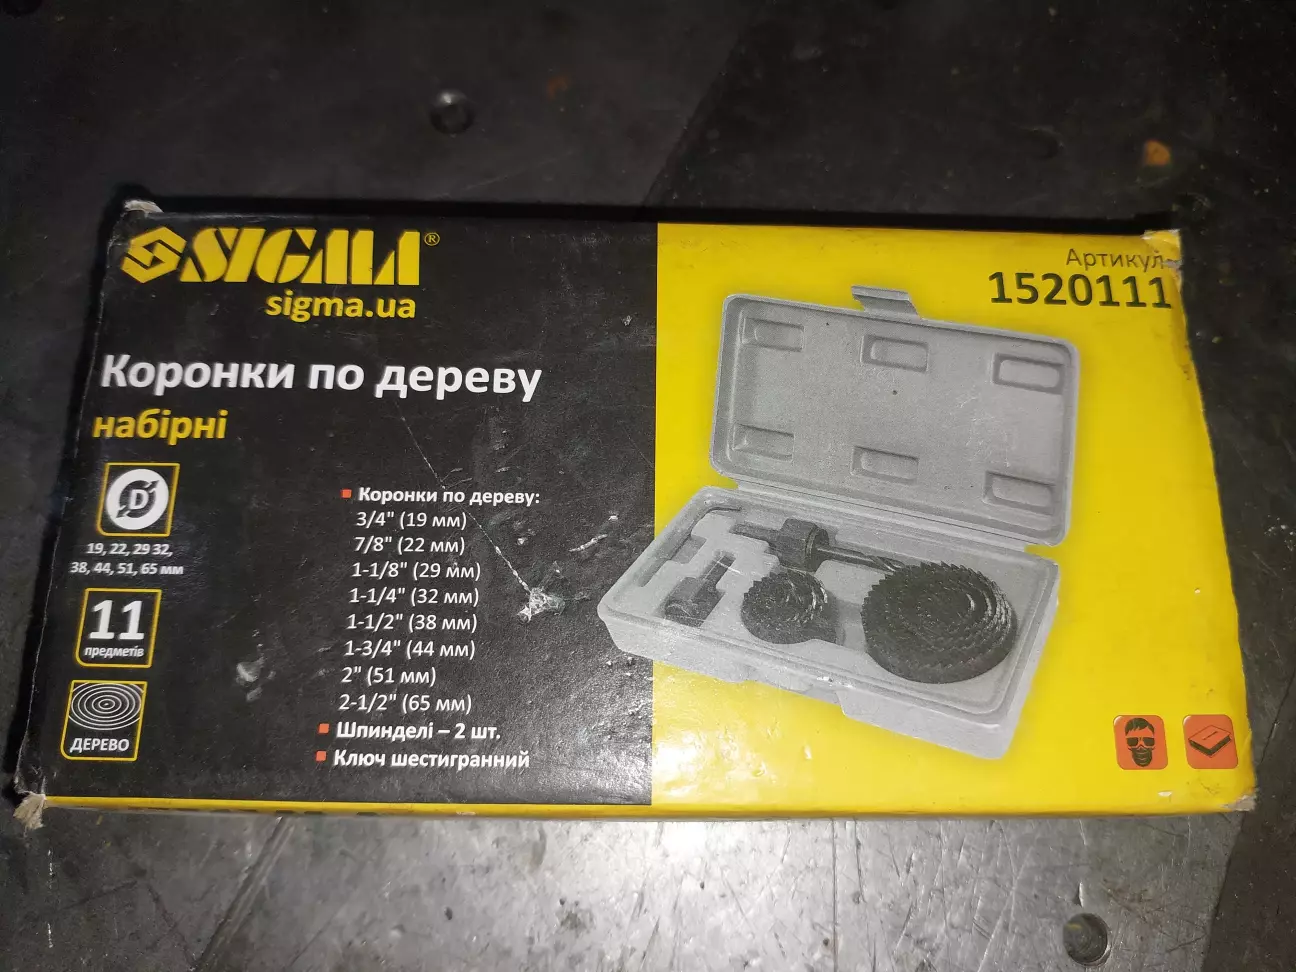 SIGMA®
sigma.ua
Коронки по дереву
набірні
D
19, 22, 29 32,
38, 44, 51, 65 мм
11
предметів
ДЕРЕВО
Коронки по дереву:
3/4" (19 мм)
7/8" (22 мм)
1-1/8" (29 мм)
1-1/4" (32 мм)
1-1/2" (38 мм)
1-3/4" (44 мм)
2" (51 мм)
2-1/2" (65 мм)
Шпинделі – 2 шт.
Ключ шестигранний
Артикул
1520111